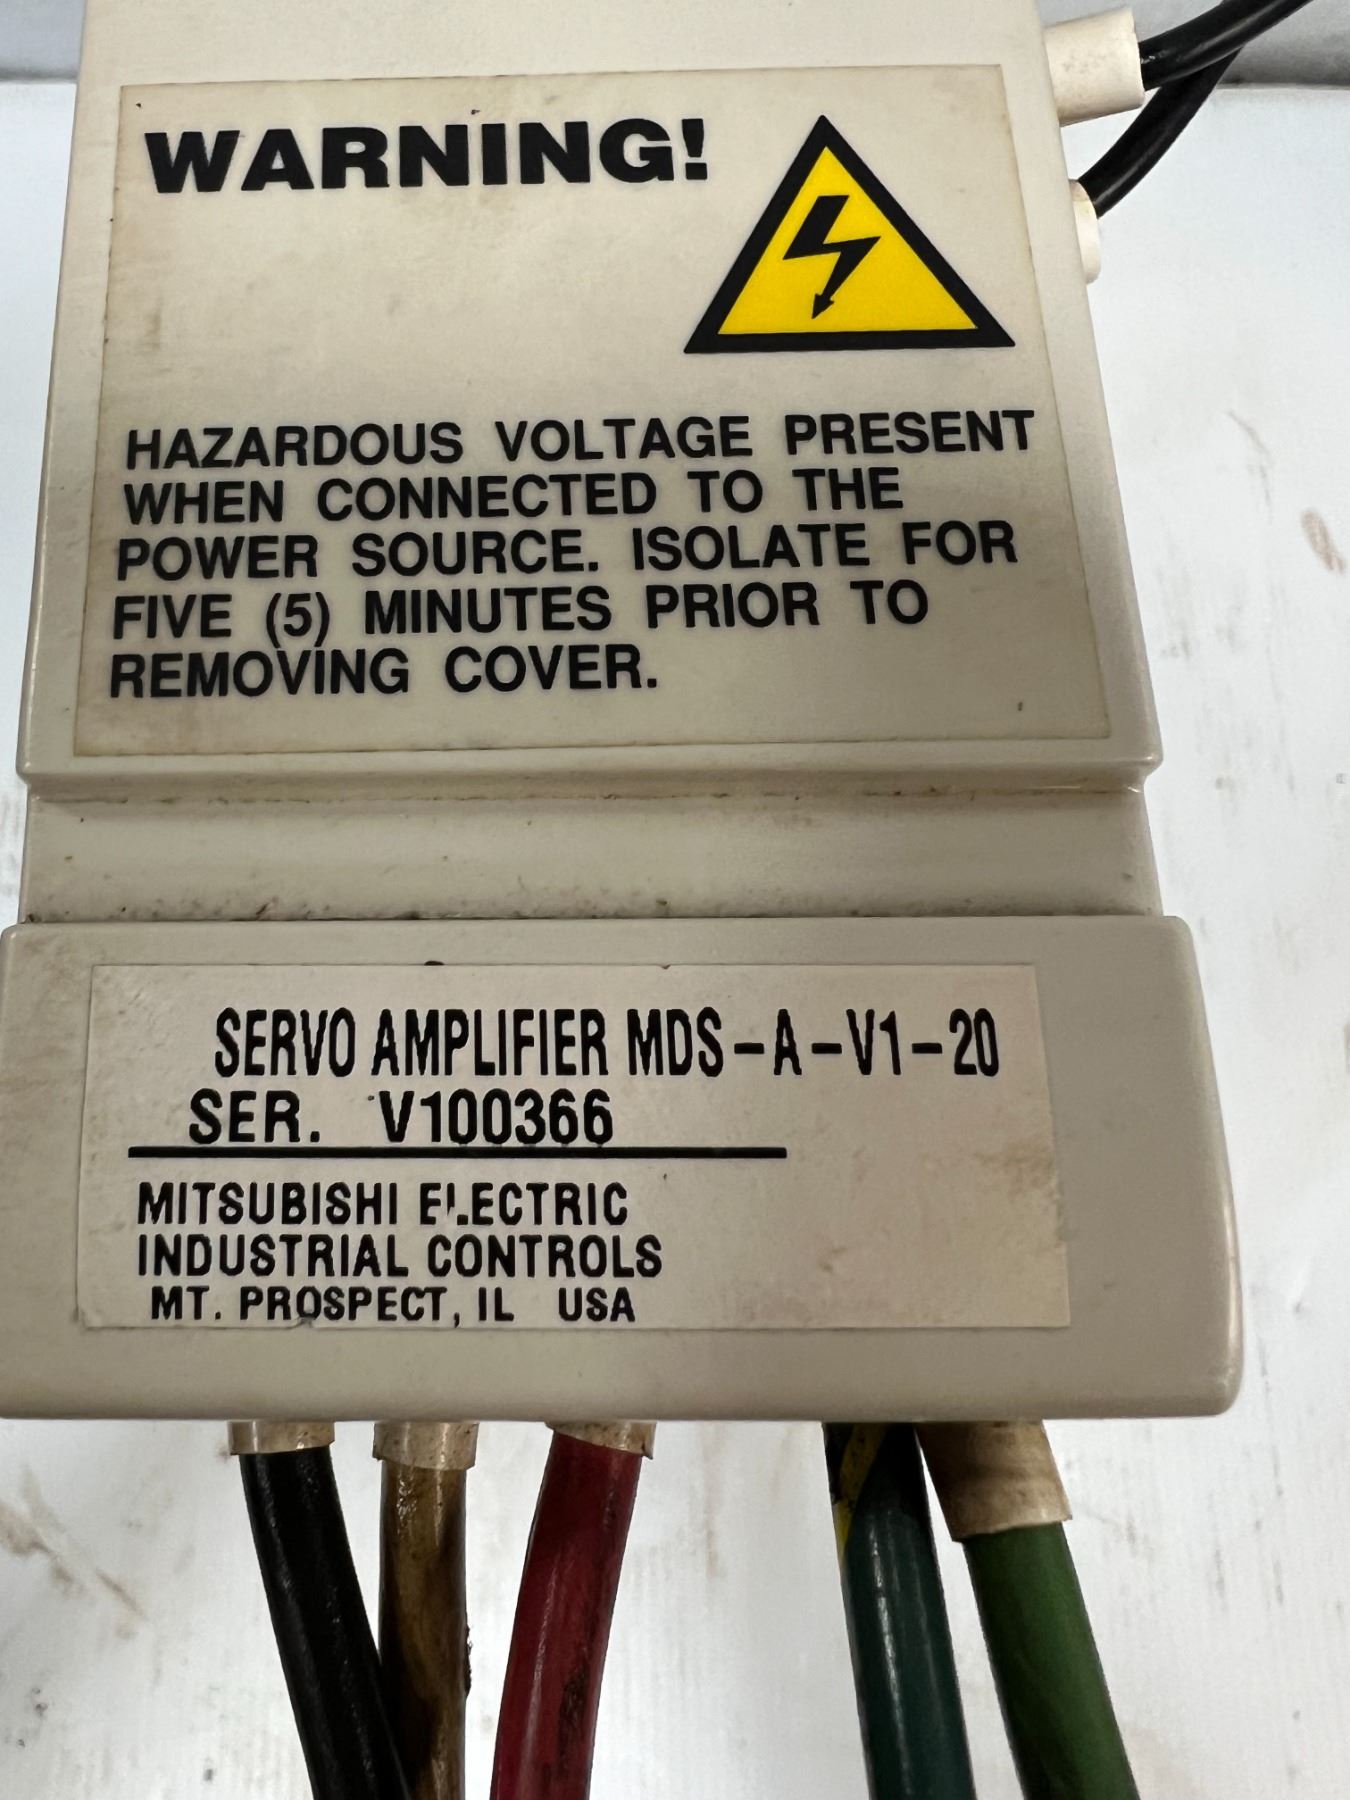 WARNING!
HAZARDOUS VOLTAGE PRESENT
WHEN CONNECTED TO THE
POWER SOURCE. ISOLATE FOR
FIVE (5) MINUTES PRIOR TO
REMOVING COVER.
SERVO AMPLIFIER MDS-A-V1-20
SER. V100366
MITSUBISHI ELECTRIC
INDUSTRIAL CONTROLS
MT. PROSPECT, IL USA